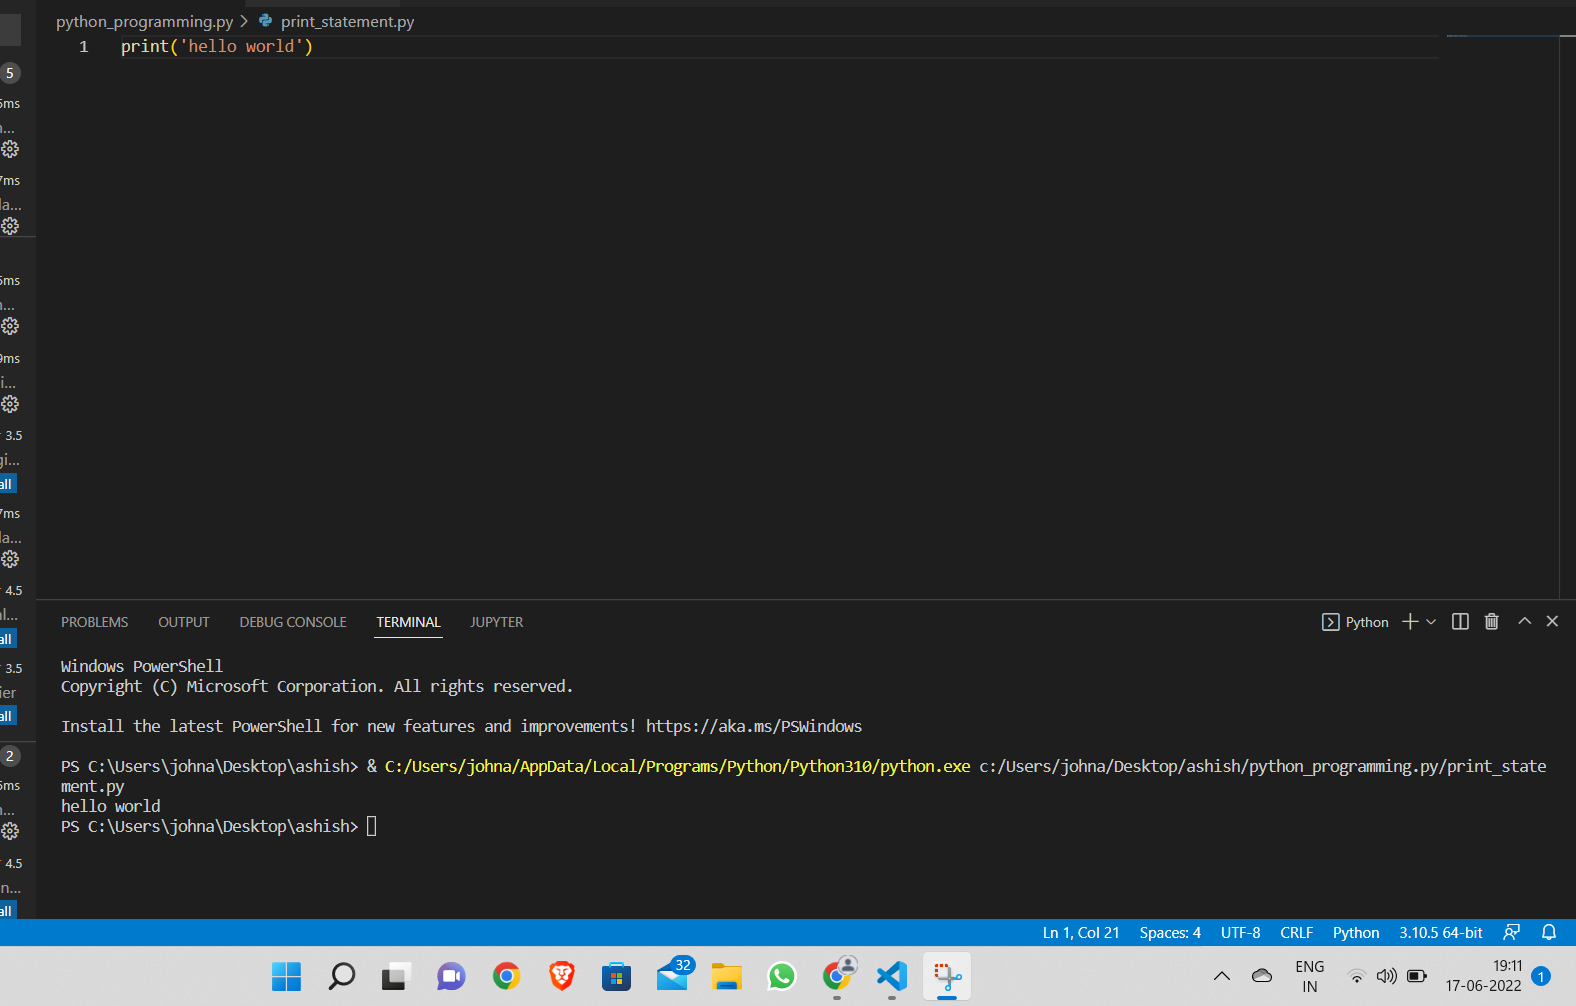 python_programming.py > print_statement.py
1 print('hello world')
5
5ms
7ms
la...
5ms
9ms
i...
3.5
gi...
all
7ms
la...
4.5
al...
all
3.5
ier
all
2
5ms
4.5
n...
all
PROBLEMS OUTPUT DEBUG CONSOLE TERMINAL JUPYTER Python
Windows PowerShell
Copyright (C) Microsoft Corporation. All rights reserved.
Install the latest PowerShell for new features and improvements! https://aka.ms/PSWindows
PS C:\Users\johna\Desktop\ashish> & C:/Users/johna/AppData/Local/Programs/Python/Python310/python.exe c:/Users/johna/Desktop/ashish/python_programming.py/print_state
ment.py
hello world
PS C:\Users\johna\Desktop\ashish>
Ln 1, Col 21 Spaces: 4 UTF-8 CRLF Python 3.10.5 64-bit
32
ENG
IN
19:11
17-06-2022
1